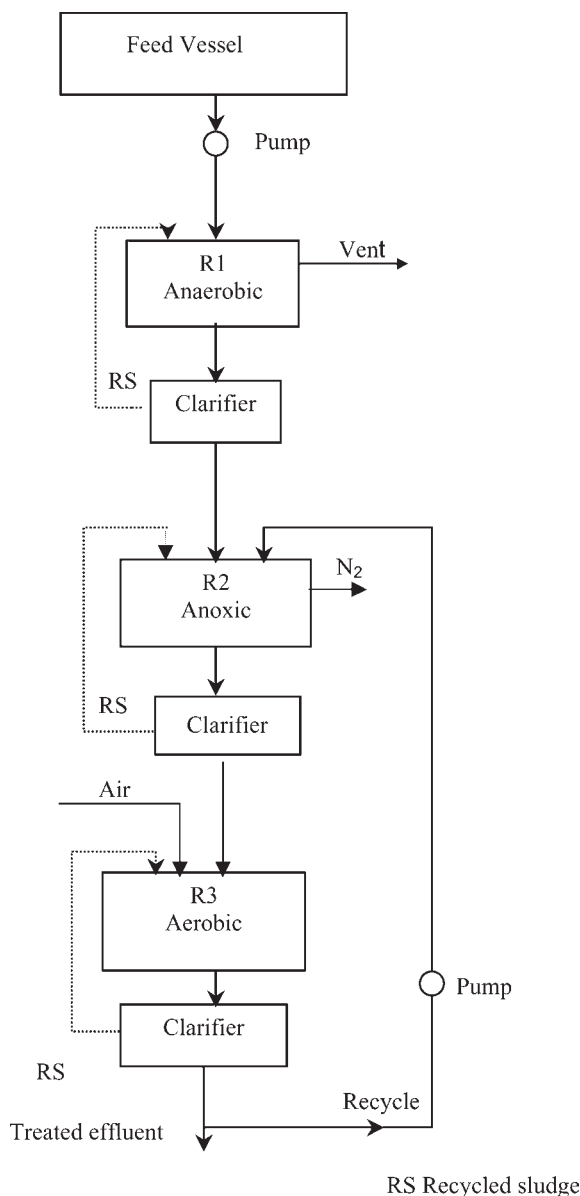 Feed Vessel
Pump
R1
Anaerobic
Vent
RS
Clarifier
R2
Anoxic
N₂
RS
Clarifier
Air
R3
Aerobic
Pump
Clarifier
RS
Recycle
Treated effluent
RS Recycled sludge